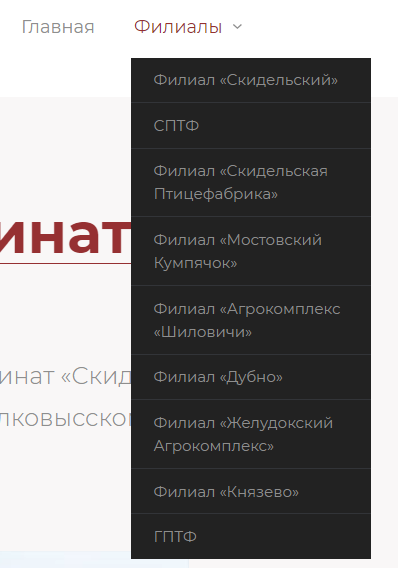 Главная Филиалы
Филиал «Скидельский»
СПТФ
Филиал «Скидельская
Птицефабрика»
инат
Филиал «Мостовский
Кумпячок»
Филиал «Агрокомплекс
«Шиловичи»
инат «Скид
Филиал «Дубно»
лковысском
Филиал «Желудокский
Агрокомплекс»
Филиал «Князево»
ГПТФ